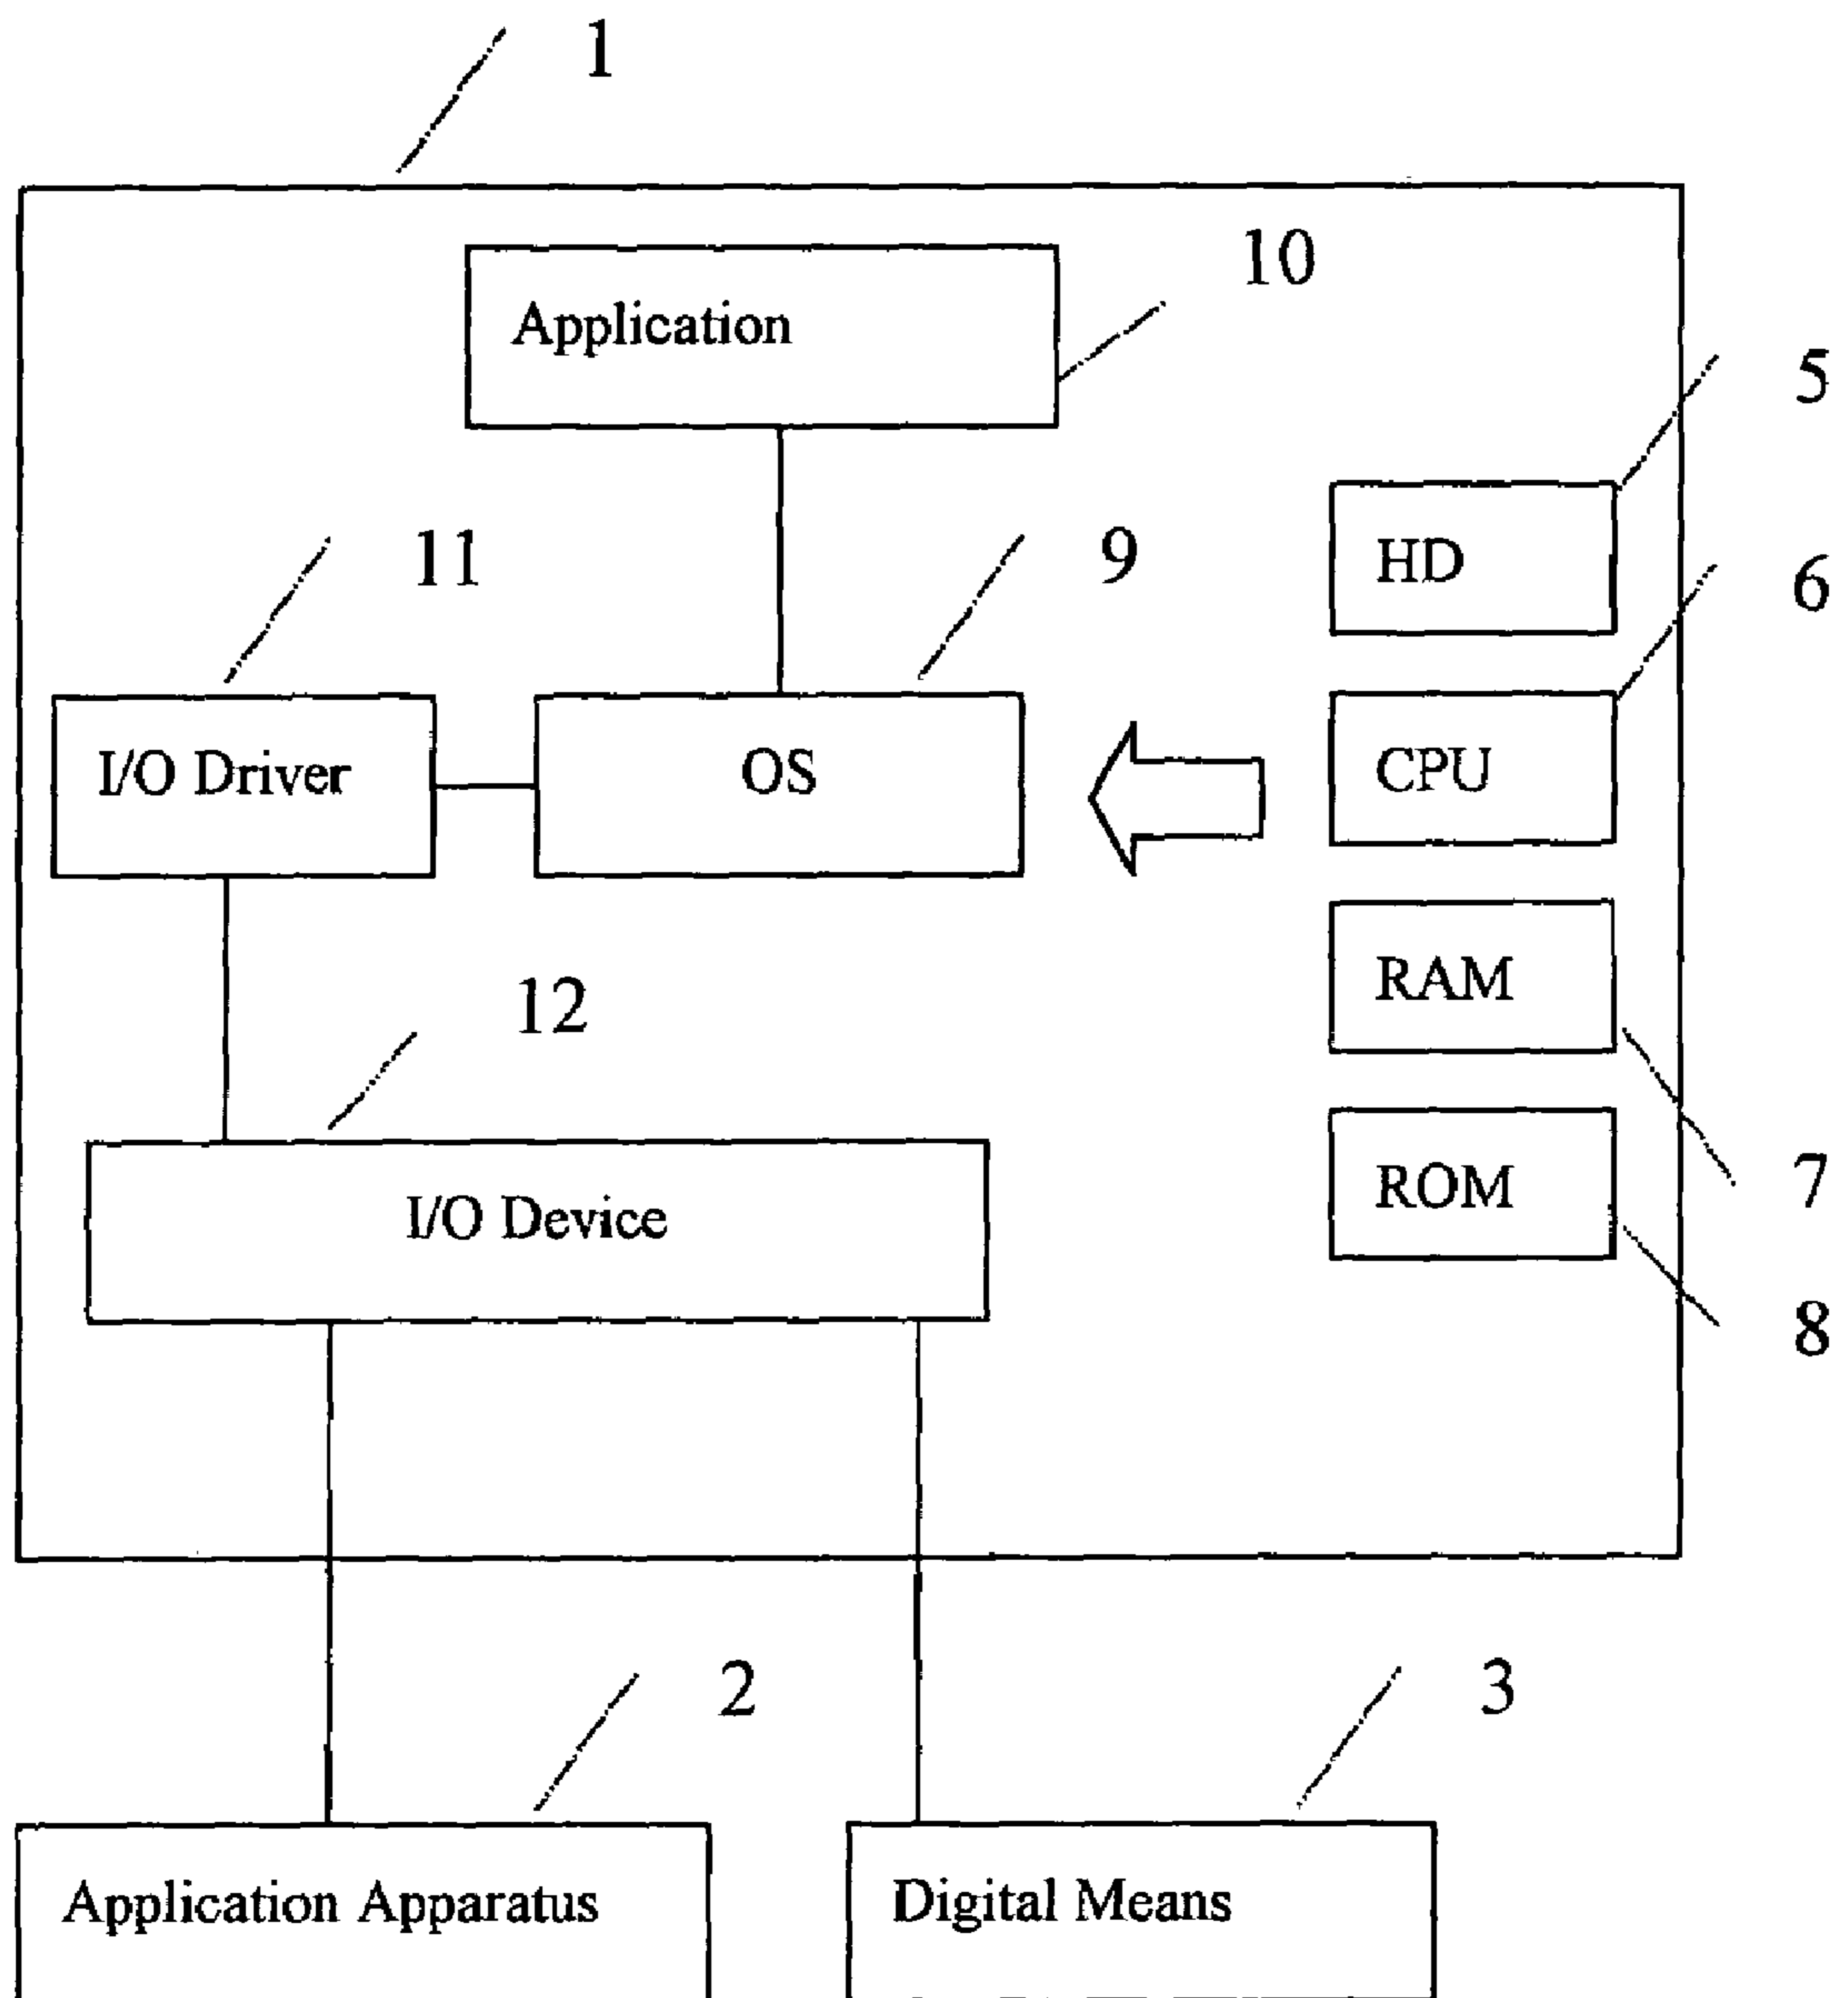 1
10
Application
5
HD
11
9
6
I/O Driver
OS
CPU
RAM
12
7
ROM
I/O Device
8
2
3
Application Apparatus
Digital Means